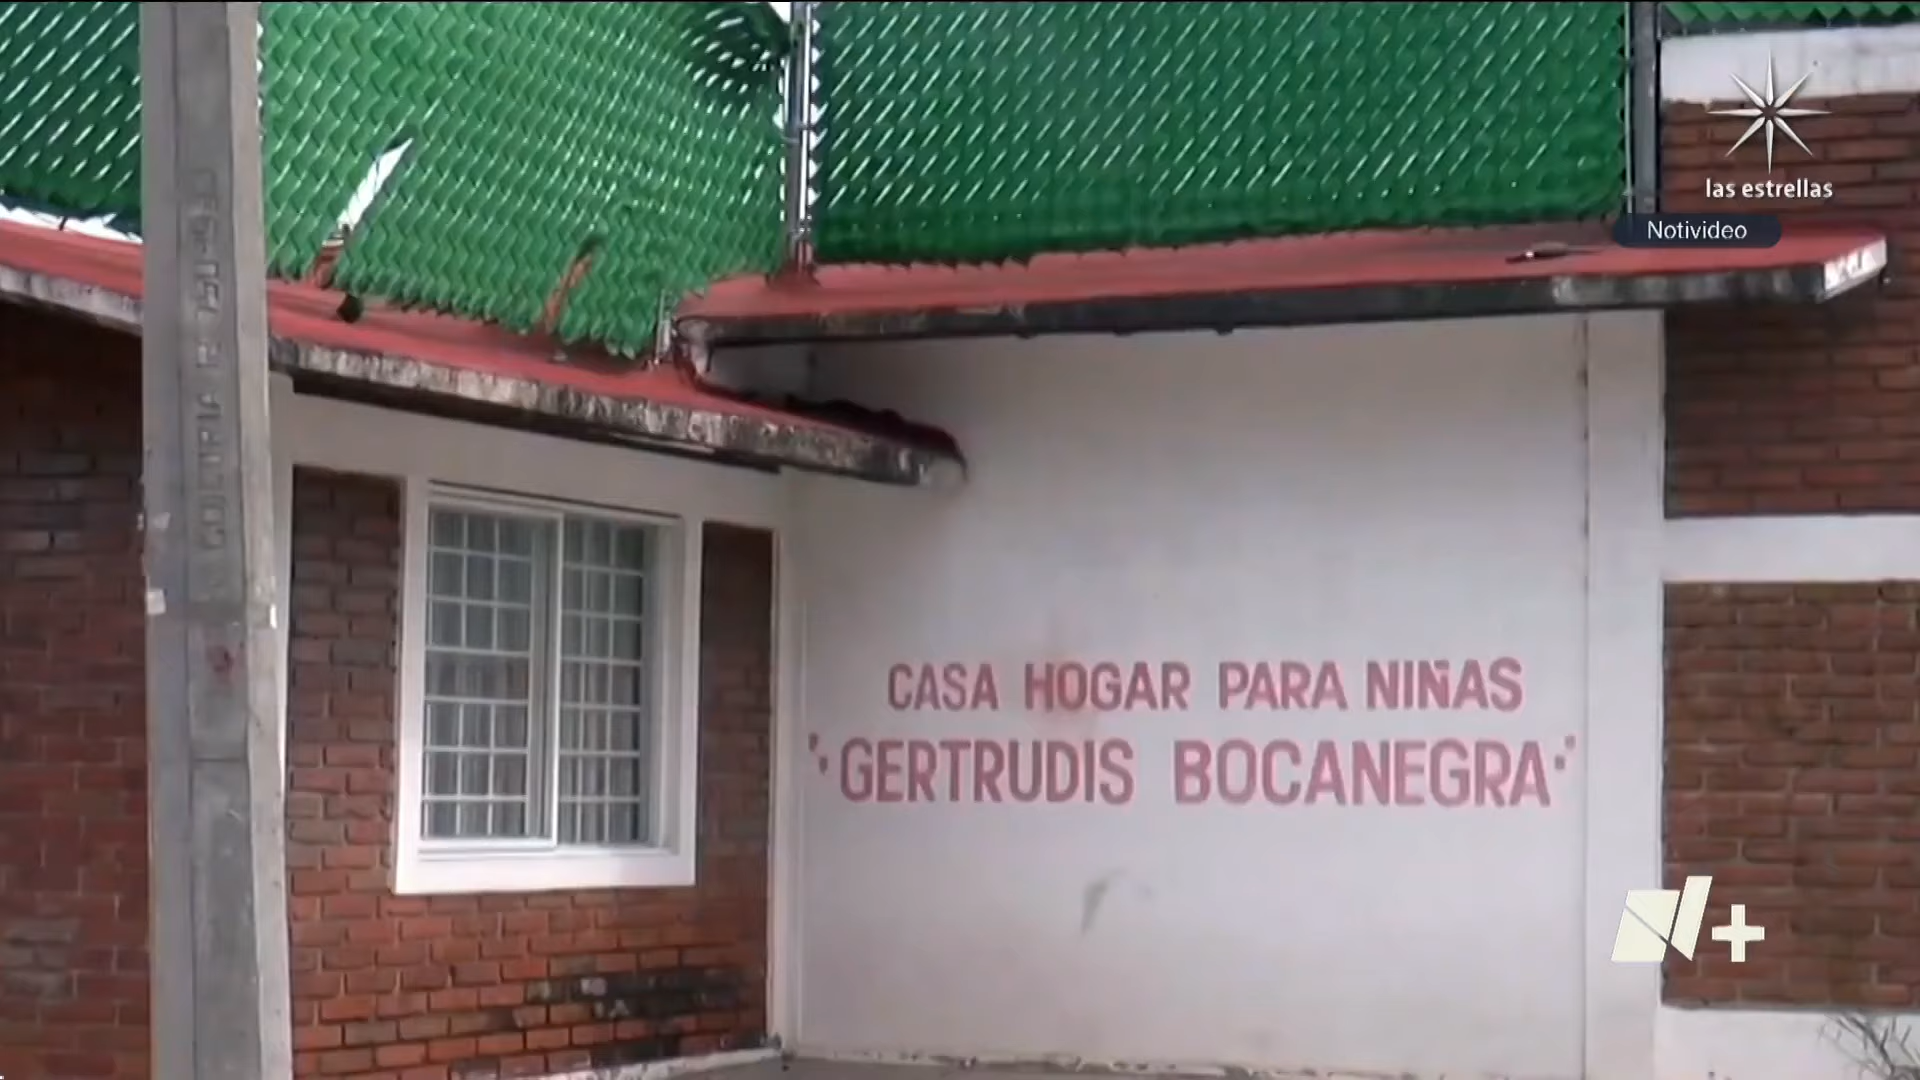 las estrellas
Notivideo
CASA HOGAR PARA NIÑAS
"GERTRUDIS BOCANEGRA"
N+